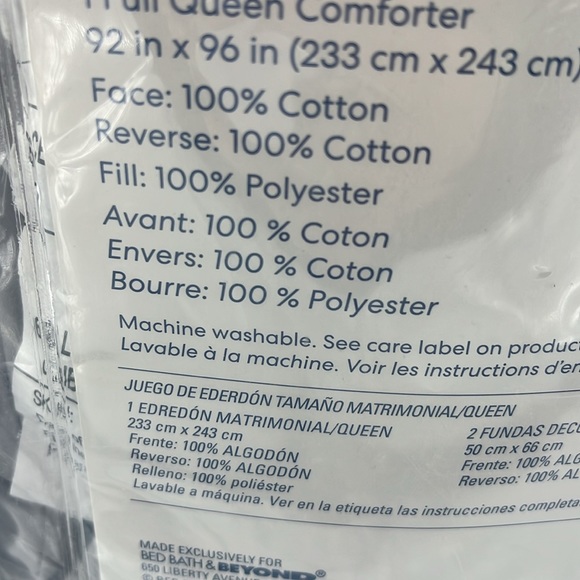 1 Full Queen Comforter
92 in x 96 in (233 cm x 243 cm)
Face: 100% Cotton
Reverse: 100% Cotton
Fill: 100% Polyester
Avant: 100 % Coton
Envers: 100 % Coton
Bourre: 100 % Polyester
Machine washable. See care label on
Lavable à la machine. Voir les instructions
JUEGO DE EDERDÓN TAMAÑO MATRIMONIAL/QUEEN
1 EDREDÓN MATRIMONIAL/QUEEN
233 cm x 243 cm
Frente: 100% ALGODÓN
Reverso: 100% ALGODÓN
Relleno: 100% poliéster
Lavable a máquina. Ver en la etiqueta las instrucciones
2 FUNDAS
50 cm x 66 cm
Frente: 100%
Reverso: 100%
MADE EXCLUSIVELY FOR
BED BATH & BEYOND®
650 LIBERTY